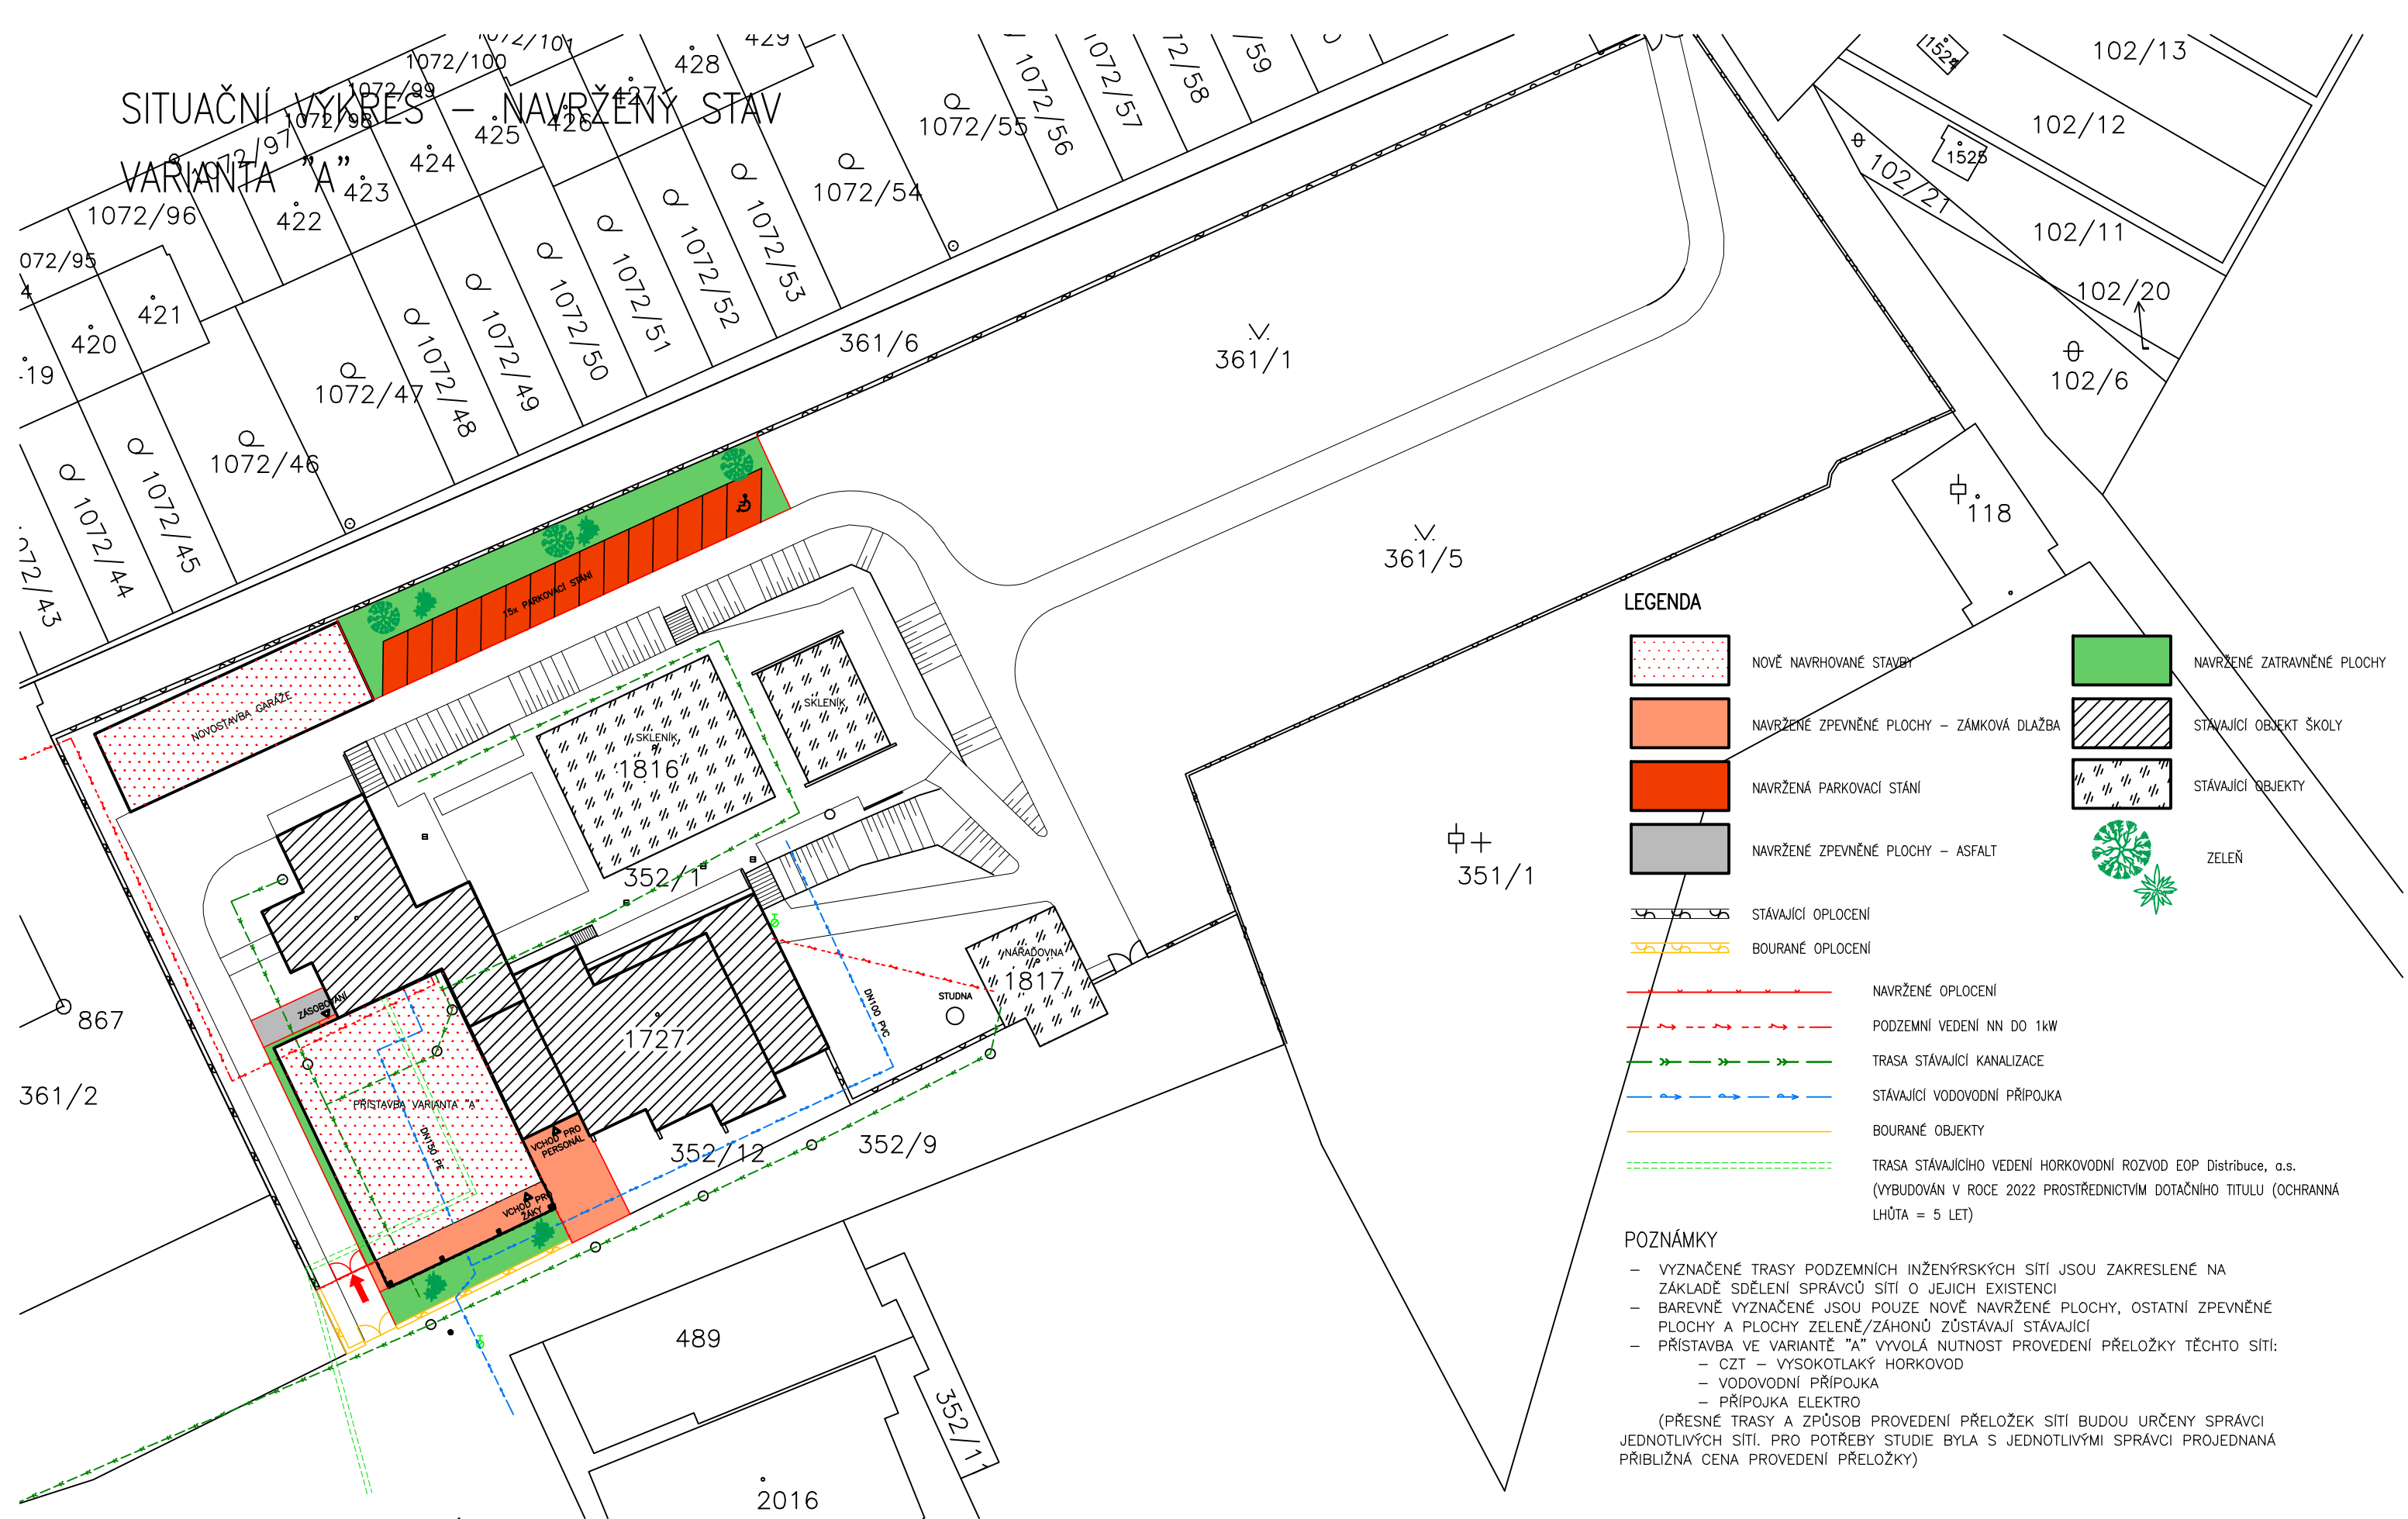 SITUAČNÍ VÝKRES – NAVRŽENÝ STAV
VARIANTA "A"
1072/101
1072/100
1072/99
1072/98
1072/97
1072/96
072/95
4
419
420
421
422
423
424
425
426
427
428
429
1072/43
1072/44
1072/45
1072/46
1072/47
1072/48
1072/49
1072/50
1072/51
1072/52
1072/53
1072/54
1072/55
1072/56
1072/57
72/58
/59
361/6
361/1
361/5
102/13
102/12
102/11
102/21
102/20
102/6
1524
1525
118
351/1
867
361/2
NOVOSTAVBA GARÁŽE
15x PARKOVACÍ STÁNÍ
SKLENÍK
1816
SKLENÍK
352/1
1727
NÁŘAĎOVNA
1817
STUDNA
DN100 PVC
ZÁSOBOVÁNÍ
PŘÍSTAVBA VARIANTA "A"
DN150 PE
VCHOD PRO
PERSONÁL
VCHOD PRO
ŽÁKY
352/12
352/9
489
352/11
2016
LEGENDA
NOVĚ NAVRHOVANÉ STAVBY
NAVRŽENÉ ZPEVNĚNÉ PLOCHY – ZÁMKOVÁ DLAŽBA
NAVRŽENÁ PARKOVACÍ STÁNÍ
NAVRŽENÉ ZPEVNĚNÉ PLOCHY – ASFALT
NAVRŽENÉ ZATRAVNĚNÉ PLOCHY
STÁVAJÍCÍ OBJEKT ŠKOLY
STÁVAJÍCÍ OBJEKTY
ZELEŇ
STÁVAJÍCÍ OPLOCENÍ
BOURANÉ OPLOCENÍ
NAVRŽENÉ OPLOCENÍ
PODZEMNÍ VEDENÍ NN DO 1kW
TRASA STÁVAJÍCÍ KANALIZACE
STÁVAJÍCÍ VODOVODNÍ PŘÍPOJKA
BOURANÉ OBJEKTY
TRASA STÁVAJÍCÍHO VEDENÍ HORKOVODNÍ ROZVOD EOP Distribuce, a.s.
(VYBUDOVÁN V ROCE 2022 PROSTŘEDNICTVÍM DOTAČNÍHO TITULU (OCHRANNÁ
LHŮTA = 5 LET)
POZNÁMKY
– VYZNAČENÉ TRASY PODZEMNÍCH INŽENÝRSKÝCH SÍTÍ JSOU ZAKRESLENÉ NA
ZÁKLADĚ SDĚLENÍ SPRÁVCŮ SÍTÍ O JEJICH EXISTENCI
– BAREVNĚ VYZNAČENÉ JSOU POUZE NOVĚ NAVRŽENÉ PLOCHY, OSTATNÍ ZPEVNĚNÉ
PLOCHY A PLOCHY ZELENĚ/ZÁHONŮ ZŮSTÁVAJÍ STÁVAJÍCÍ
– PŘÍSTAVBA VE VARIANTĚ "A" VYVOLÁ NUTNOST PROVEDENÍ PŘELOŽKY TĚCHTO SÍTÍ:
– CZT – VYSOKOTLAKÝ HORKOVOD
– VODOVODNÍ PŘÍPOJKA
– PŘÍPOJKA ELEKTRO
(PŘESNÉ TRASY A ZPŮSOB PROVEDENÍ PŘELOŽEK SÍTÍ BUDOU URČENY SPRÁVCI
JEDNOTLIVÝCH SÍTÍ. PRO POTŘEBY STUDIE BYLA S JEDNOTLIVÝMI SPRÁVCI PROJEDNANÁ
PŘIBLIŽNÁ CENA PROVEDENÍ PŘELOŽKY)